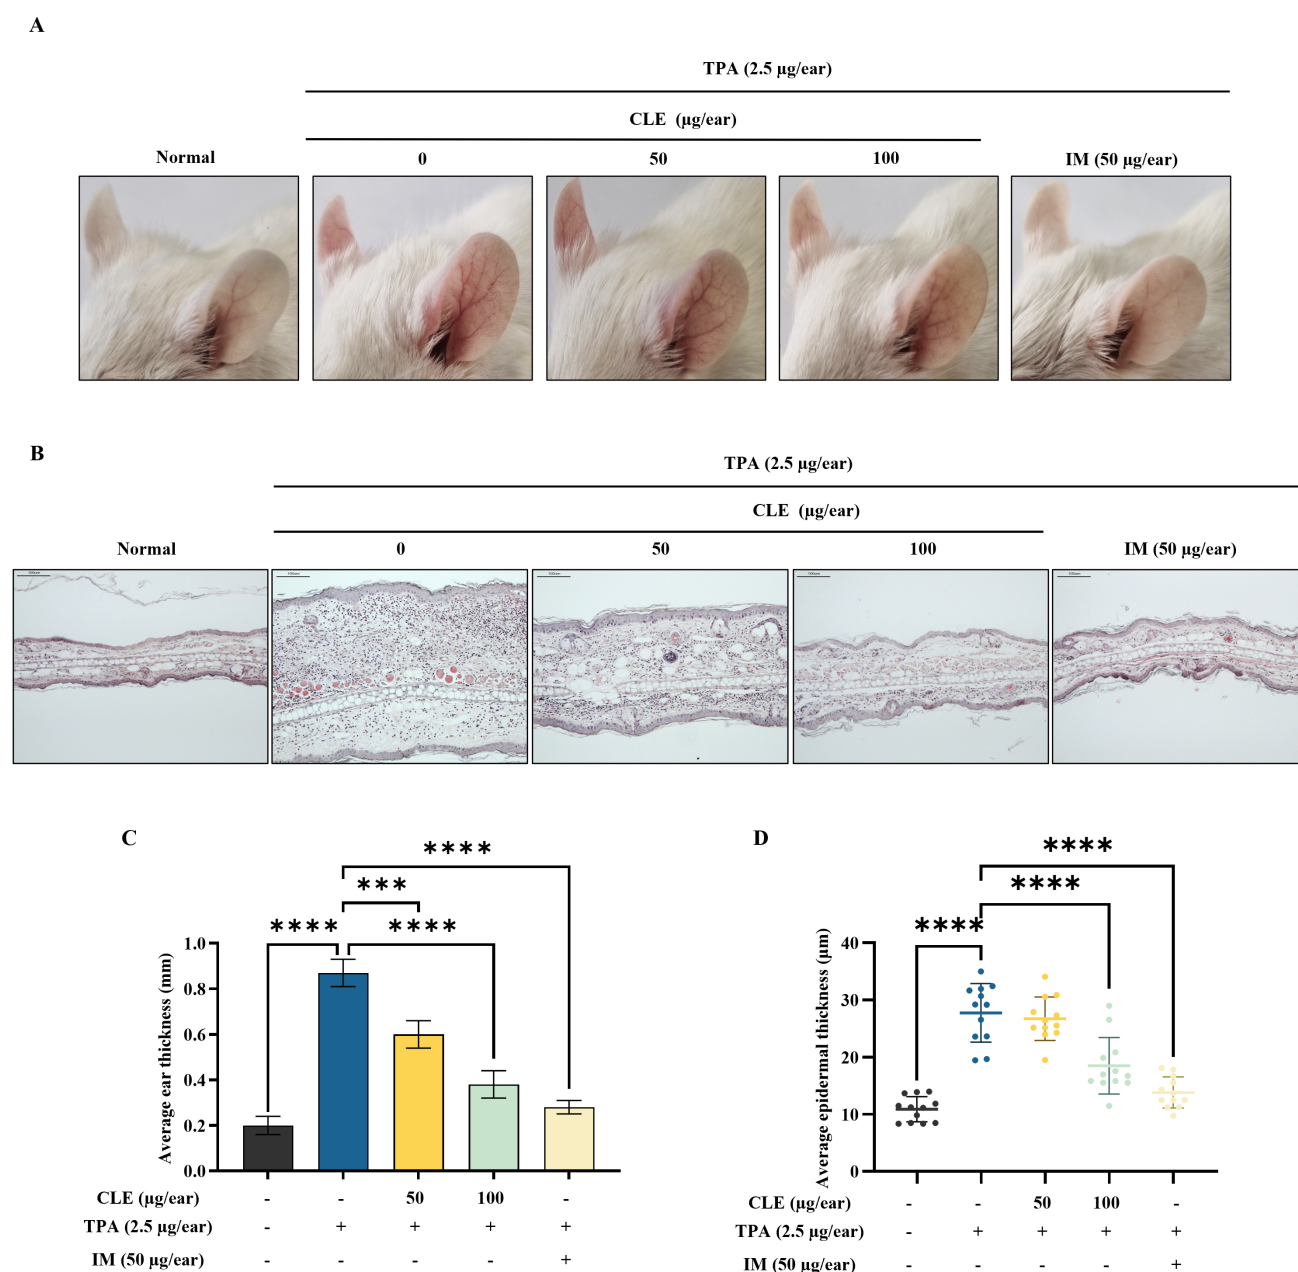 A
TPA (2.5 μg/ear)
CLE (μg/ear)
Normal 0 50 100 IM (50 μg/ear)
B
TPA (2.5 μg/ear)
CLE (μg/ear)
Normal 0 50 100 IM (50 μg/ear)
C
Average ear thickness (mm)
1.0
0.8
0.6
0.4
0.2
0.0
**** *** **** ****
CLE (μg/ear) - - 50 100 -
TPA (2.5 μg/ear) - + + + +
IM (50 μg/ear) - - - - +
D
Average epidermal thickness (μm)
40
30
20
10
0
**** **** ****
CLE (μg/ear) - - 50 100 -
TPA (2.5 μg/ear) - + + + +
IM (50 μg/ear) - - - - +